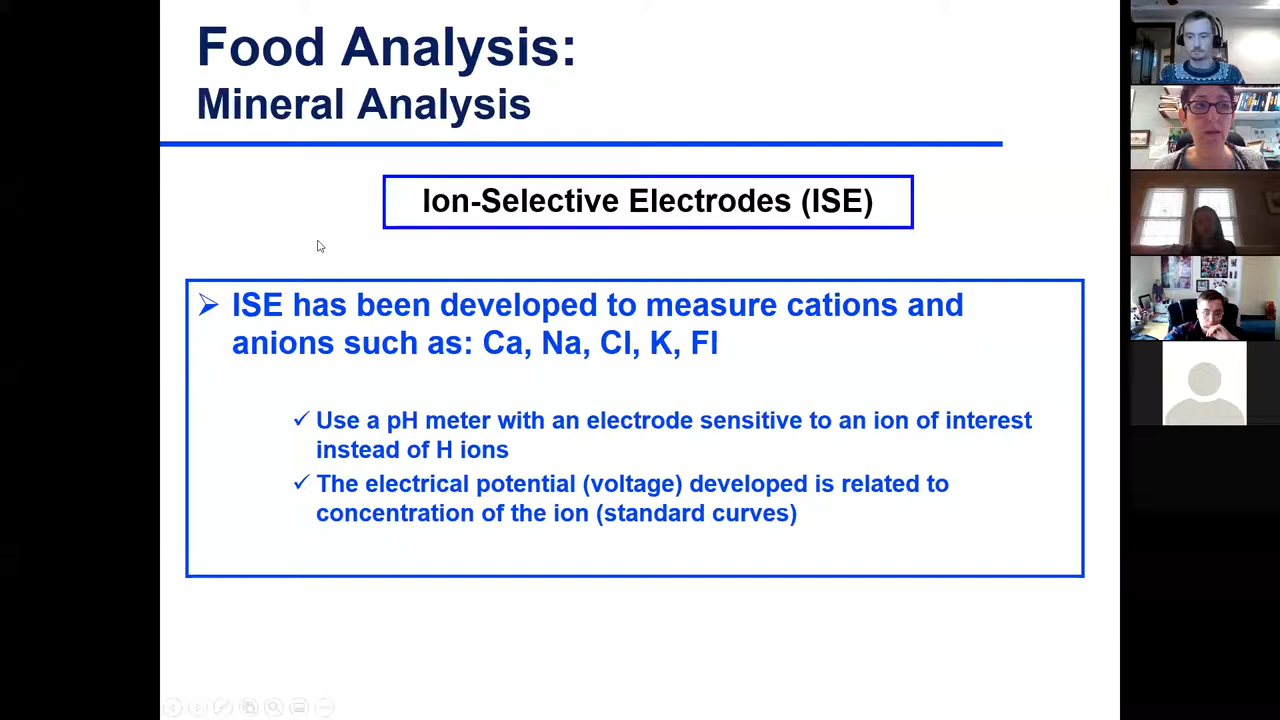 Food Analysis:
Mineral Analysis
Ion-Selective Electrodes (ISE)
➢ ISE has been developed to measure cations and
anions such as: Ca, Na, Cl, K, Fl
✓ Use a pH meter with an electrode sensitive to an ion of interest
instead of H ions
✓ The electrical potential (voltage) developed is related to
concentration of the ion (standard curves)